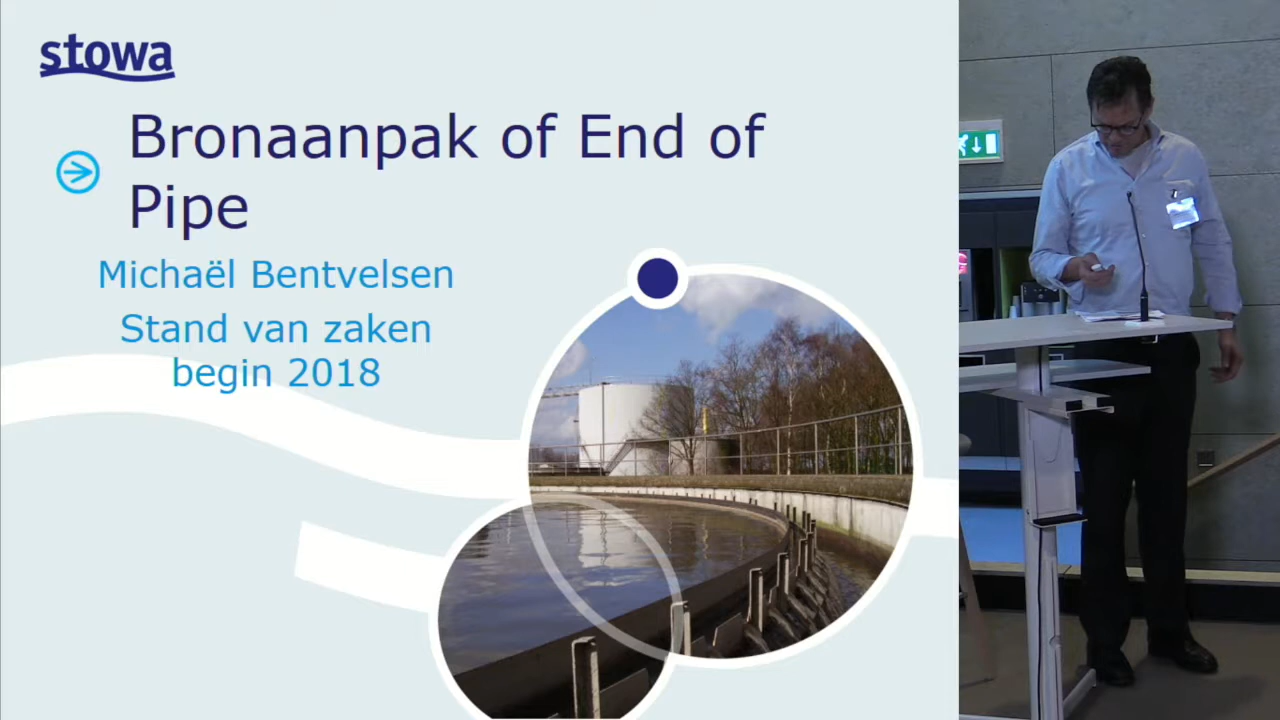 stowa
Bronaanpak of End of
Pipe
Michaël Bentvelsen
Stand van zaken
begin 2018